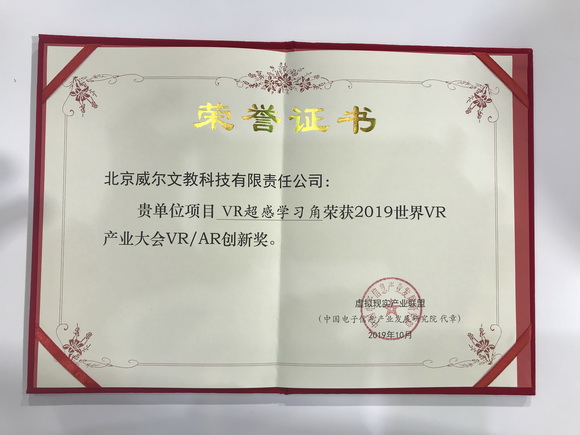 荣誉证书
北京威尔文教科技有限责任公司：
贵单位项目 VR超感学习角荣获2019世界VR
产业大会VR/AR创新奖。
虚拟现实产业联盟
（中国电子信息产业发展研究院 代章）
2019年10月